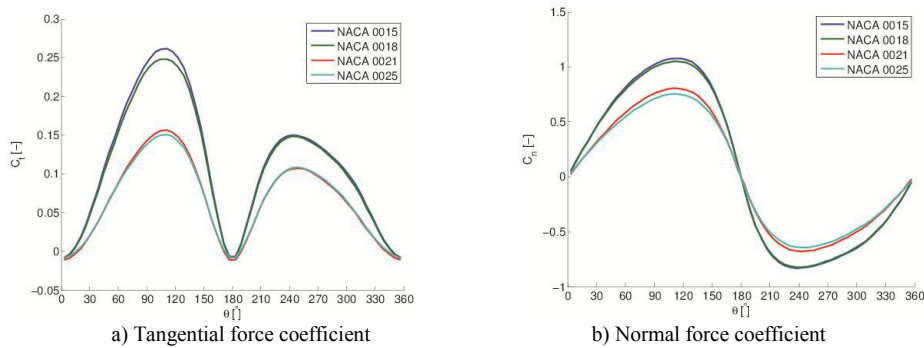 0.3
0.25
0.2
0.15
0.1
0.05
0
−0.05
C_t [-]
NACA 0015
NACA 0018
NACA 0021
NACA 0025
0 30 60 90 120 150 180 210 240 270 300 330 360
θ [°]
a) Tangential force coefficient
1.5
1
0.5
0
−0.5
−1
C_n [-]
NACA 0015
NACA 0018
NACA 0021
NACA 0025
0 30 60 90 120 150 180 210 240 270 300 330 360
θ [°]
b) Normal force coefficient